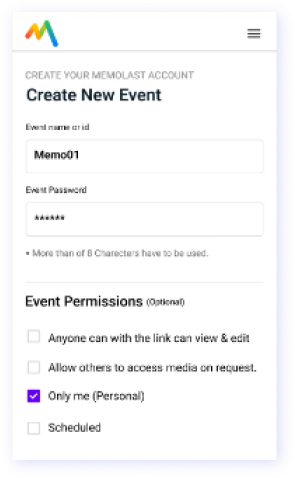 CREATE YOUR MEMOLAST ACCOUNT
Create New Event
Event name or id
Memo01
Event Password
******
• More than of 8 Charecters have to be used.
Event Permissions (Optional)
Anyone can with the link can view & edit
Allow others to access media on request.
Only me (Personal)
Scheduled